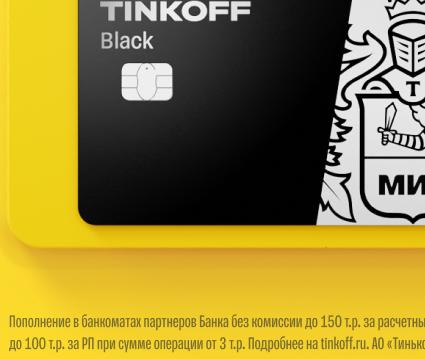 TINKOFF
Black
Т
МИ
Пополнение в банкоматах партнеров Банка без комиссии до 150 т.р. за расчетны
до 100 т.р. за РП при сумме операции от 3 т.р. Подробнее на tinkoff.ru. АО «Тинько